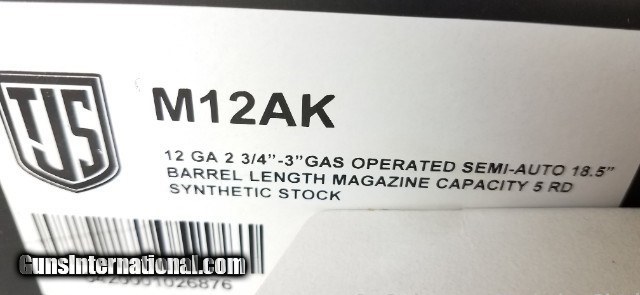 TJS
M12AK
12 GA 2 3/4”-3”GAS OPERATED SEMI-AUTO 18.5”
BARREL LENGTH MAGAZINE CAPACITY 5 RD
SYNTHETIC STOCK
GunsInternational.com